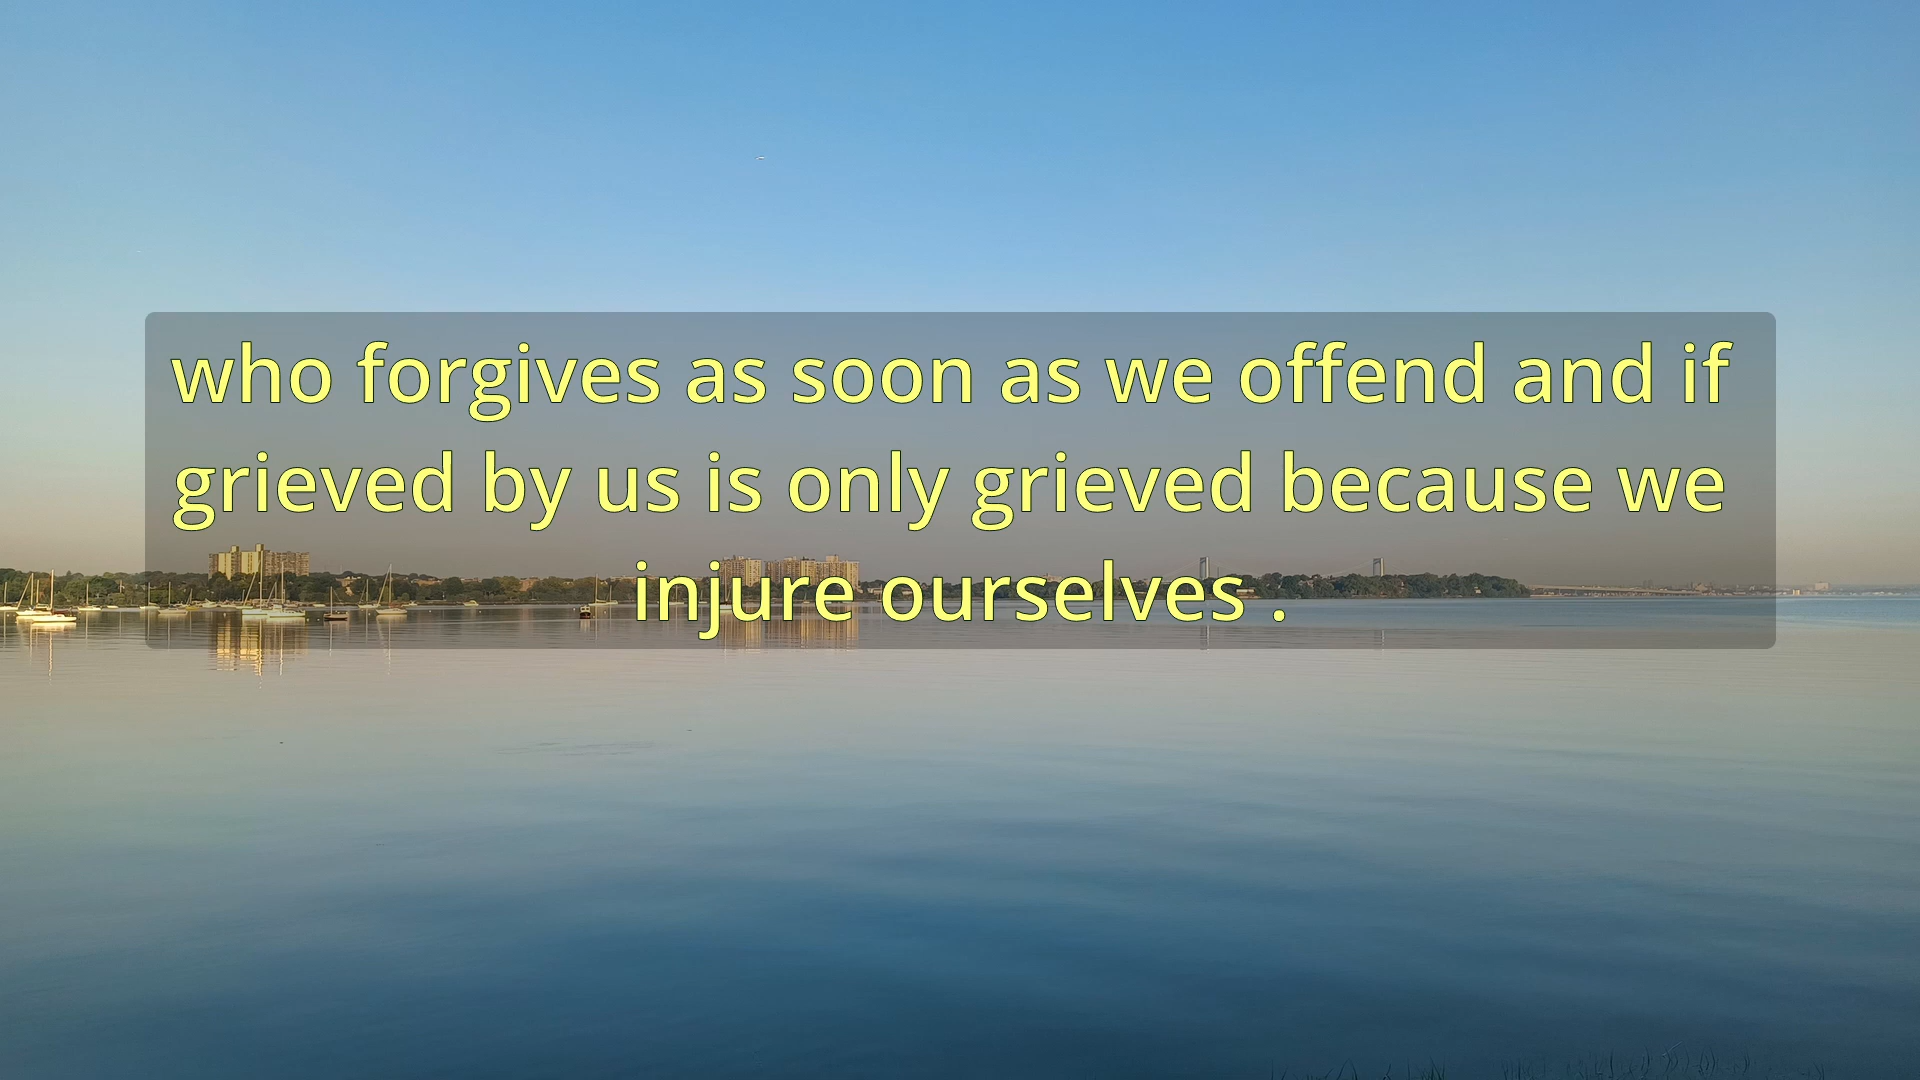 who forgives as soon as we offend and if
grieved by us is only grieved because we
injure ourselves .